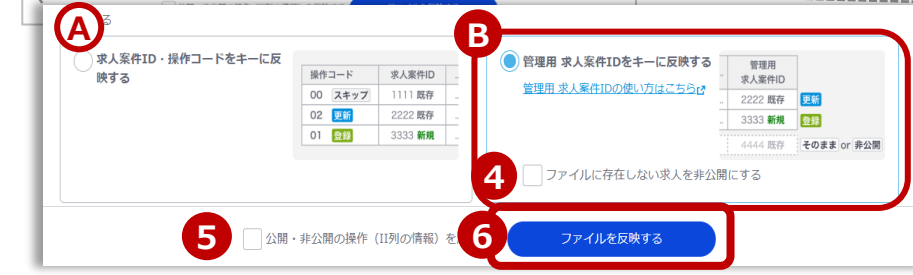 る
A
求人案件ID・操作コードをキーに反
映する
操作コード 求人案件ID
00 スキップ 1111 既存
02 更新 2222 既存
01 登録 3333 新規
B
管理用 求人案件IDをキーに反映する
管理用 求人案件IDの使い方はこちら
管理用
求人案件ID
2222 既存 更新
3333 新規 登録
4444 既存 そのまま or 非公開
4
ファイルに存在しない求人を非公開にする
5
公開・非公開の操作(II列の情報)を
6
ファイルを反映する